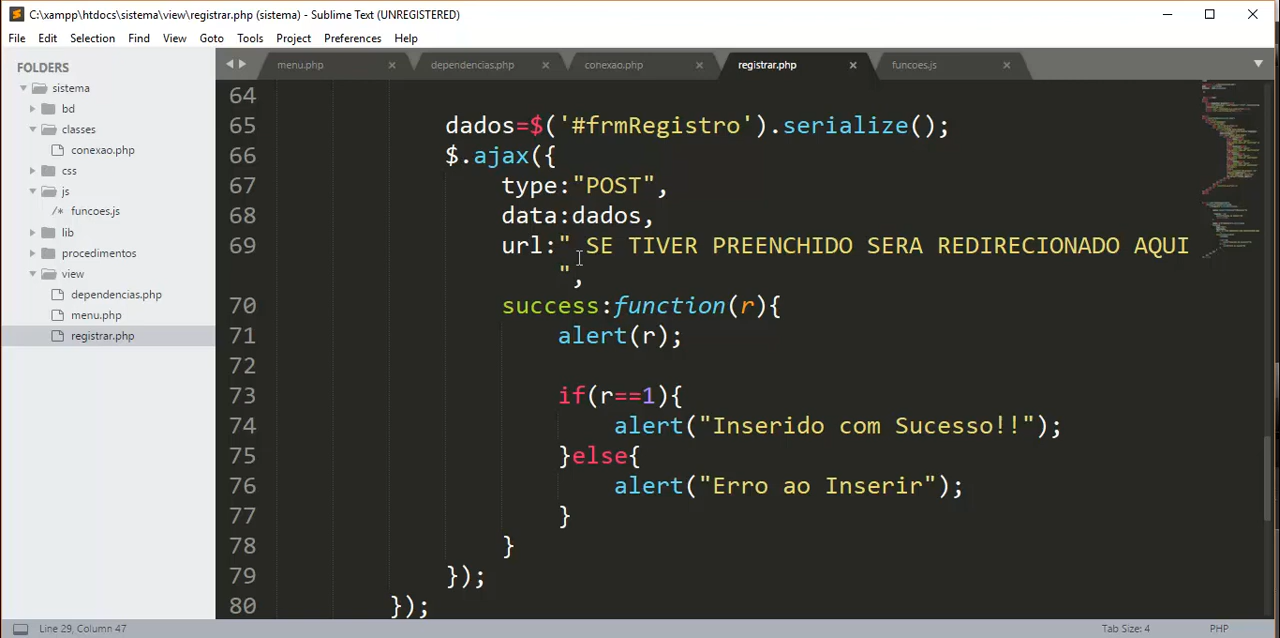 C:\xampp\htdocs\sistema\view\registrar.php (sistema) - Sublime Text (UNREGISTERED)
File Edit Selection Find View Goto Tools Project Preferences Help
FOLDERS
sistema
bd
classes
conexao.php
css
js
/* funcoes.js
lib
procedimentos
view
dependencias.php
menu.php
registrar.php
menu.php × dependencias.php × conexao.php × registrar.php × funcoes.js ×
64
65 dados=$('#frmRegistro').serialize();
66 $.ajax({
67 type:"POST",
68 data:dados,
69 url:" SE TIVER PREENCHIDO SERA REDIRECIONADO AQUI
",
70 success:function(r){
71 alert(r);
72
73 if(r==1){
74 alert("Inserido com Sucesso!!");
75 }else{
76 alert("Erro ao Inserir");
77 }
78 }
79 });
80 });
Line 29, Column 47 Tab Size: 4 PHP